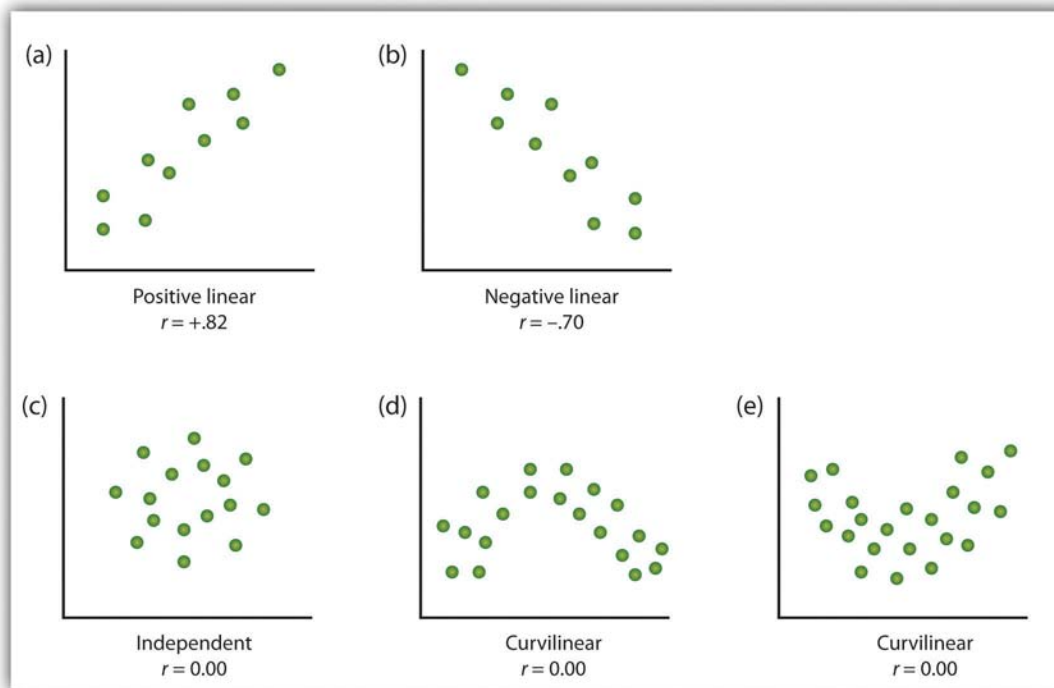 (a)
Positive linear
r = +.82
(b)
Negative linear
r = –.70
(c)
Independent
r = 0.00
(d)
Curvilinear
r = 0.00
(e)
Curvilinear
r = 0.00